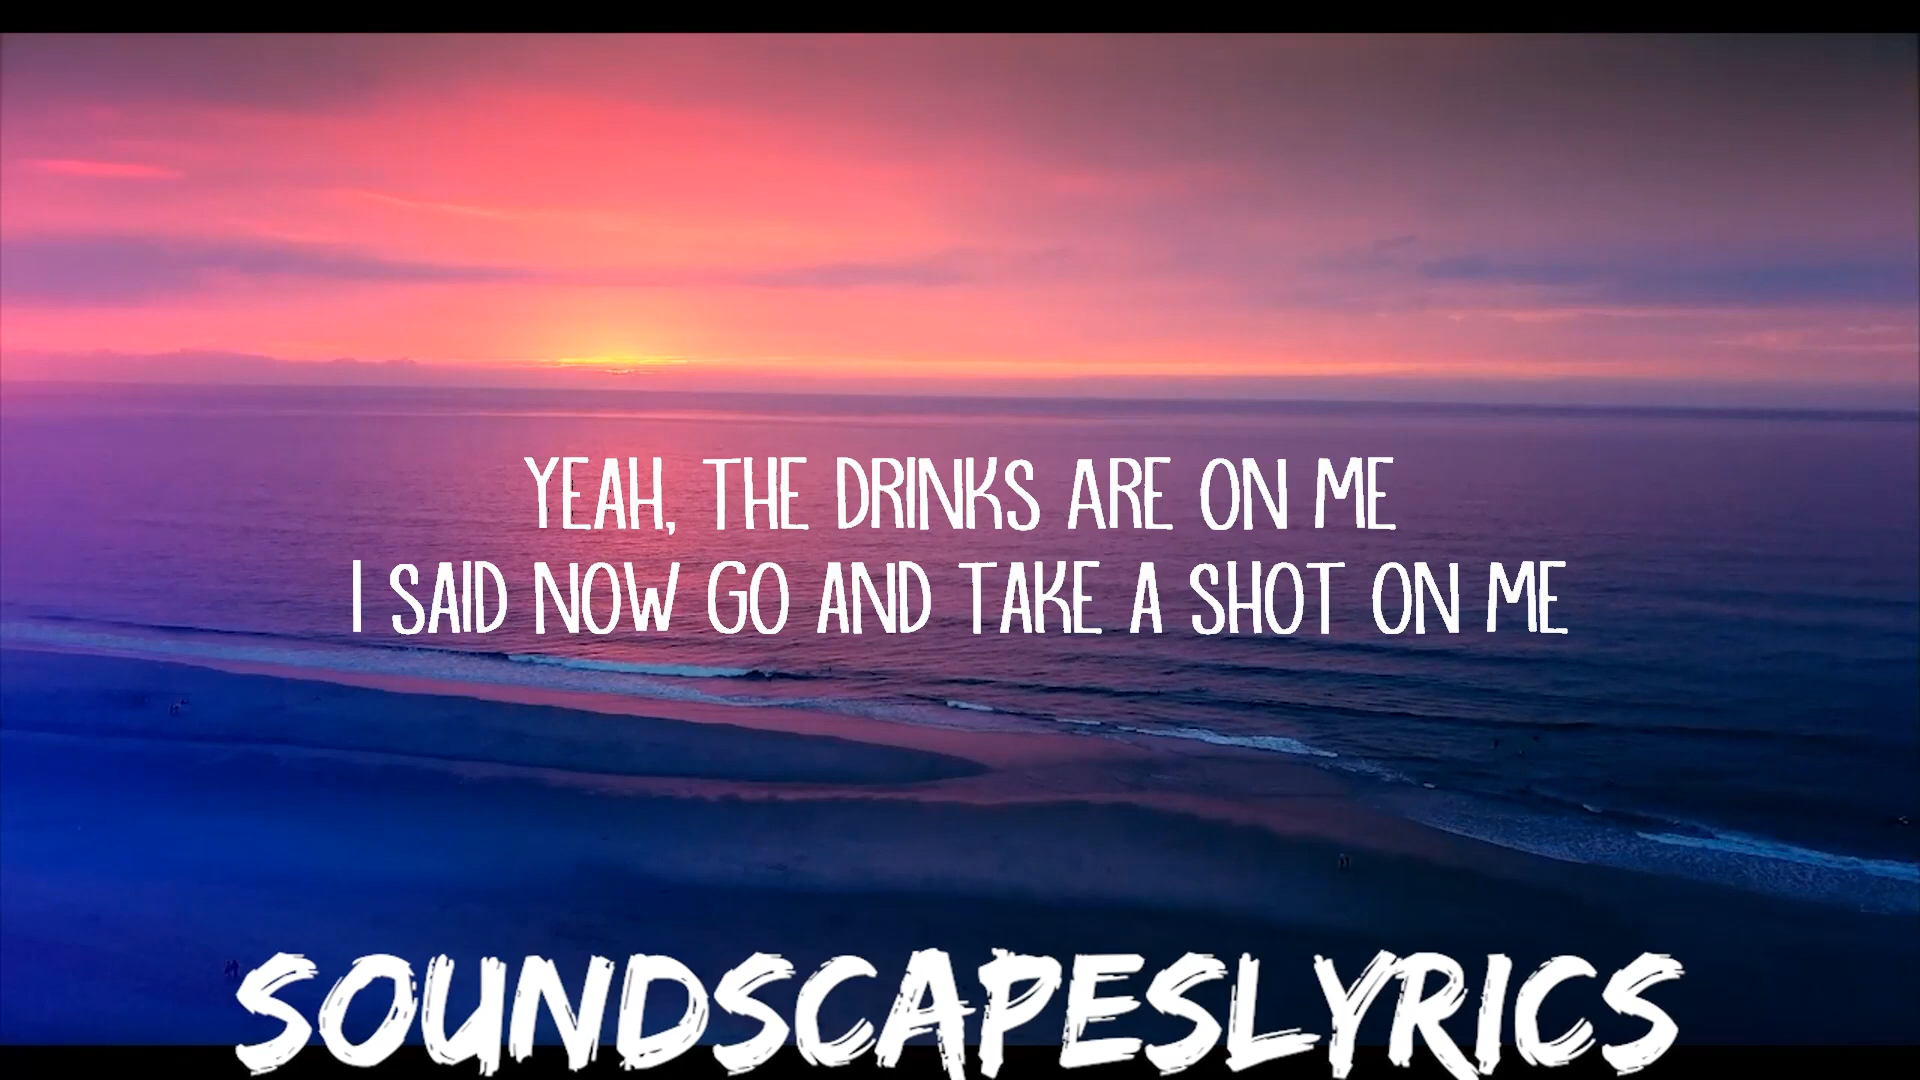 YEAH, THE DRINKS ARE ON ME
I SAID NOW GO AND TAKE A SHOT ON ME
SOUNDSCAPESLYRICS